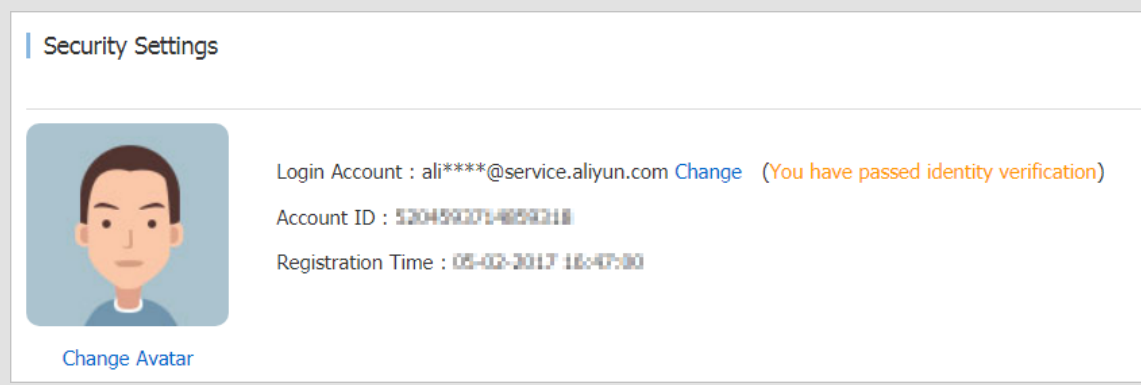 Security Settings
Login Account : ali****@service.aliyun.com Change (You have passed identity verification)
Account ID :
Registration Time :
Change Avatar